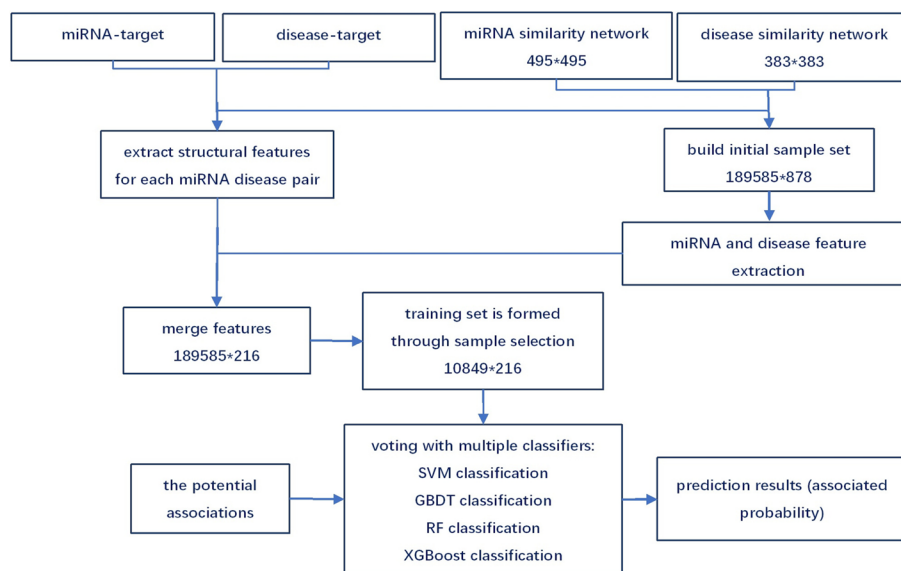 miRNA-target
disease-target
miRNA similarity network
495*495
disease similarity network
383*383
extract structural features
for each miRNA disease pair
build initial sample set
189585*878
miRNA and disease feature
extraction
merge features
189585*216
training set is formed
through sample selection
10849*216
the potential
associations
voting with multiple classifiers:
SVM classification
GBDT classification
RF classification
XGBoost classification
prediction results (associated
probability)